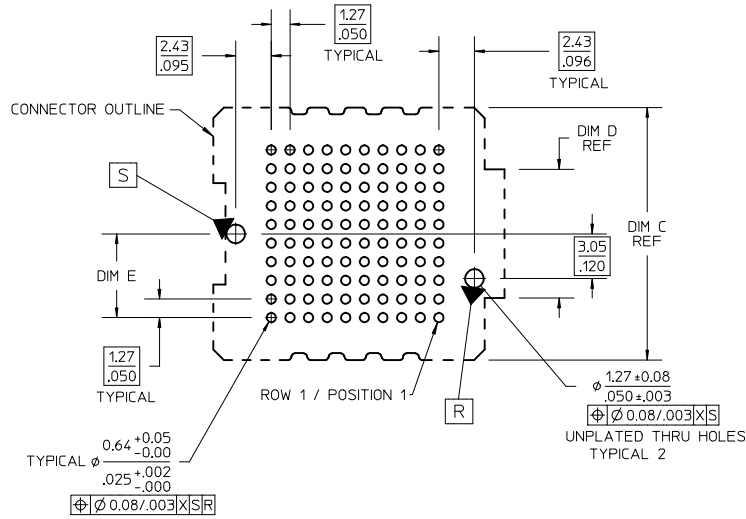 1.27
.050
TYPICAL
2.43
.095
2.43
.096
TYPICAL
CONNECTOR OUTLINE
DIM D
REF
S
DIM C
REF
3.05
.120
DIM E
1.27
.050
TYPICAL
ROW 1 / POSITION 1
R
⌀ 1.27 ±0.08
.050 ±.003
⌖ ⌀ 0.08/.003 X S
UNPLATED THRU HOLES
TYPICAL 2
TYPICAL ⌀ 0.64 +0.05
-0.00
.025 +.002
-.000
⌖ ⌀ 0.08/.003 X S R